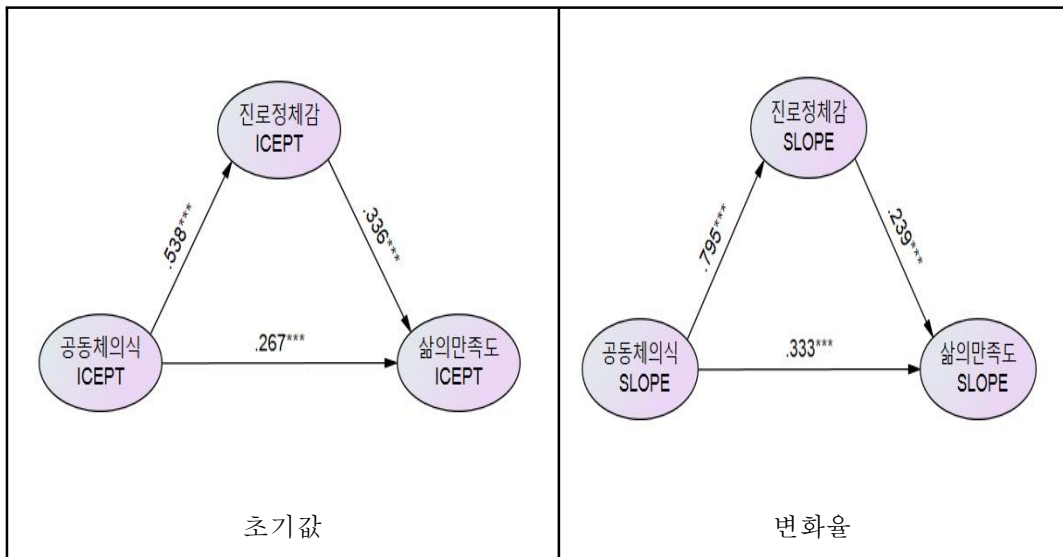 진로정체감
ICEPT
.538***
.336***
공동체의식
ICEPT
.267***
삶의만족도
ICEPT
초기값
진로정체감
SLOPE
.795***
.239***
공동체의식
SLOPE
.333***
삶의만족도
SLOPE
변화율